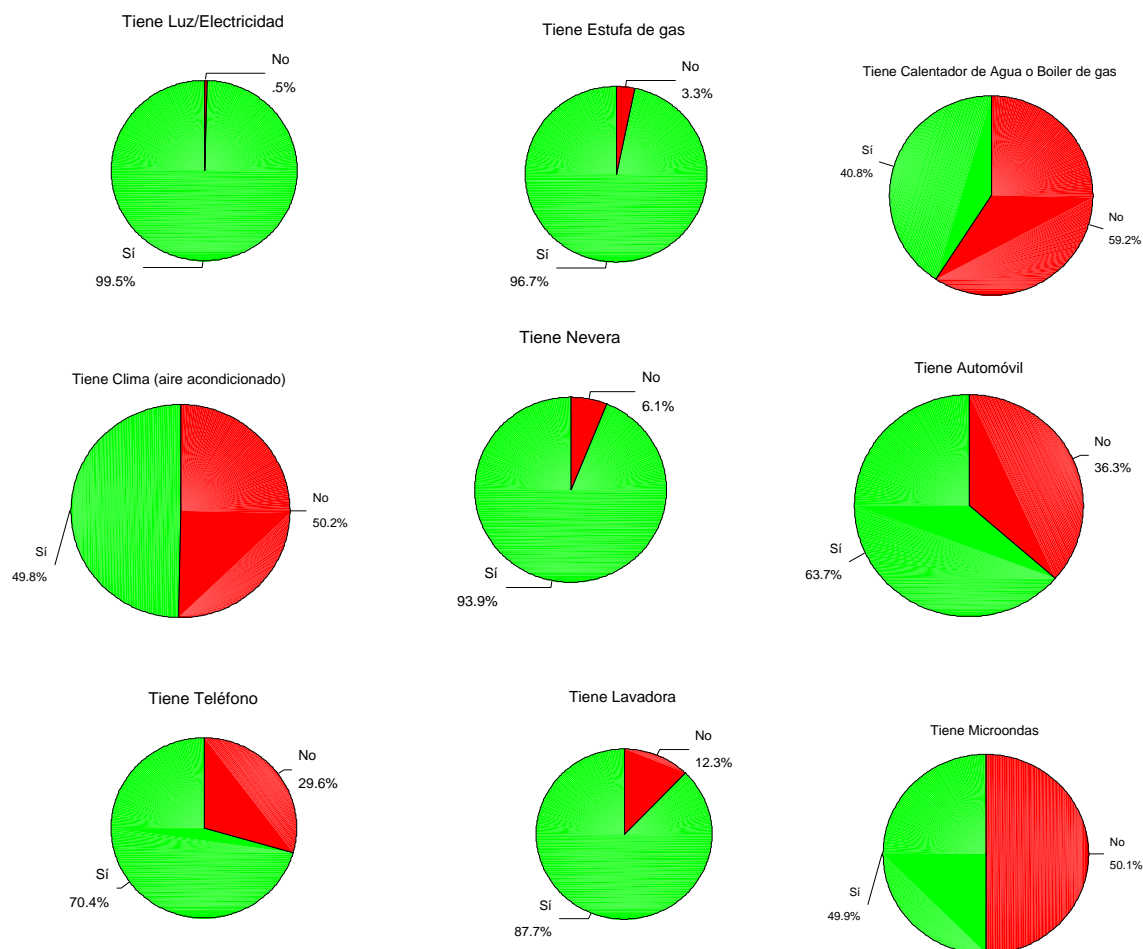 Tiene Luz/Electricidad
No
.5%
Sí
99.5%
Tiene Estufa de gas
No
3.3%
Sí
96.7%
Tiene Calentador de Agua o Boiler de gas
Sí
40.8%
No
59.2%
Tiene Clima (aire acondicionado)
No
50.2%
Sí
49.8%
Tiene Nevera
No
6.1%
Sí
93.9%
Tiene Automóvil
No
36.3%
Sí
63.7%
Tiene Teléfono
No
29.6%
Sí
70.4%
Tiene Lavadora
No
12.3%
Sí
87.7%
Tiene Microondas
No
50.1%
Sí
49.9%